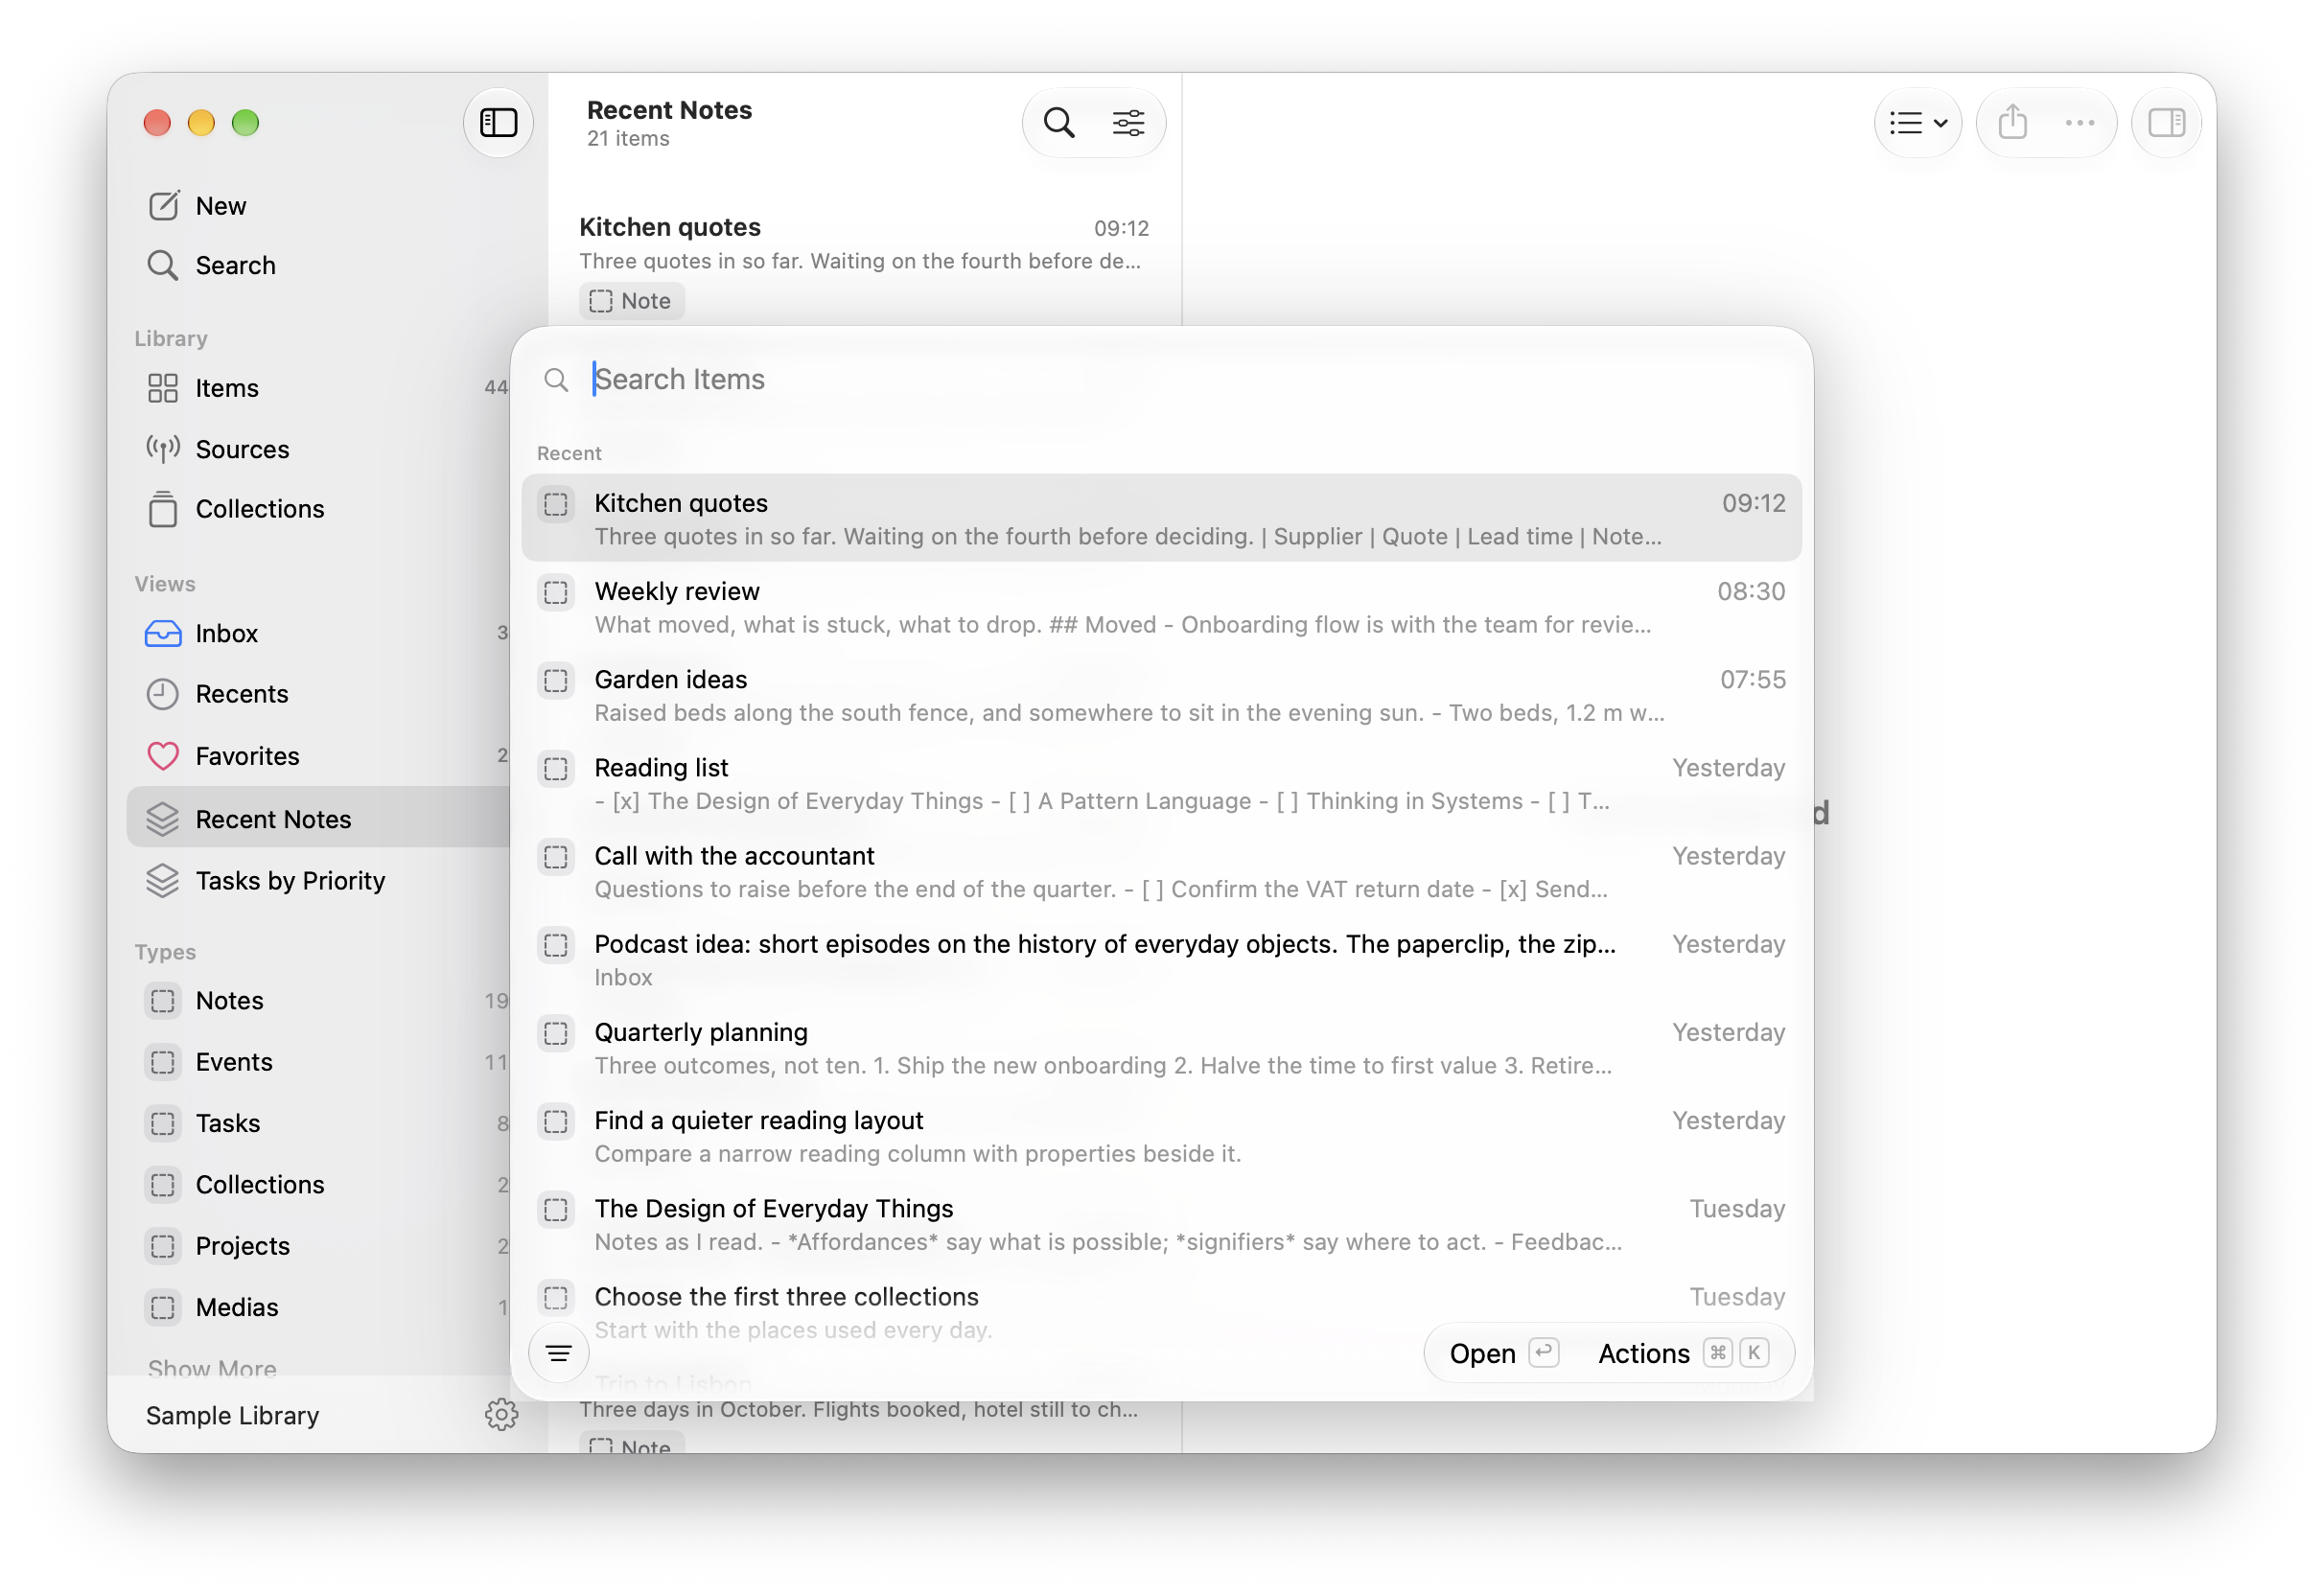 Recent Notes
21 items
New
Search
Library
Items 44
Sources
Collections
Views
Inbox 3
Recents
Favorites 2
Recent Notes
Tasks by Priority
Types
Notes 19
Events 11
Tasks 8
Collections 2
Projects 2
Medias 1
Show More
Sample Library
Kitchen quotes 09:12
Three quotes in so far. Waiting on the fourth before de...
Note
Search Items
Recent
Kitchen quotes 09:12
Three quotes in so far. Waiting on the fourth before deciding. | Supplier | Quote | Lead time | Note...
Weekly review 08:30
What moved, what is stuck, what to drop. ## Moved - Onboarding flow is with the team for revie...
Garden ideas 07:55
Raised beds along the south fence, and somewhere to sit in the evening sun. - Two beds, 1.2 m w...
Reading list Yesterday
- [x] The Design of Everyday Things - [ ] A Pattern Language - [ ] Thinking in Systems - [ ] T...
Call with the accountant Yesterday
Questions to raise before the end of the quarter. - [ ] Confirm the VAT return date - [x] Send...
Podcast idea: short episodes on the history of everyday objects. The paperclip, the zip... Yesterday
Inbox
Quarterly planning Yesterday
Three outcomes, not ten. 1. Ship the new onboarding 2. Halve the time to first value 3. Retire...
Find a quieter reading layout Yesterday
Compare a narrow reading column with properties beside it.
The Design of Everyday Things Tuesday
Notes as I read. - *Affordances* say what is possible; *signifiers* say where to act. - Feedbac...
Choose the first three collections Tuesday
Start with the places used every day.
Trip to Lisbon
Open ↩ Actions ⌘ K
Three days in October. Flights booked, hotel still to ch...
Note
d